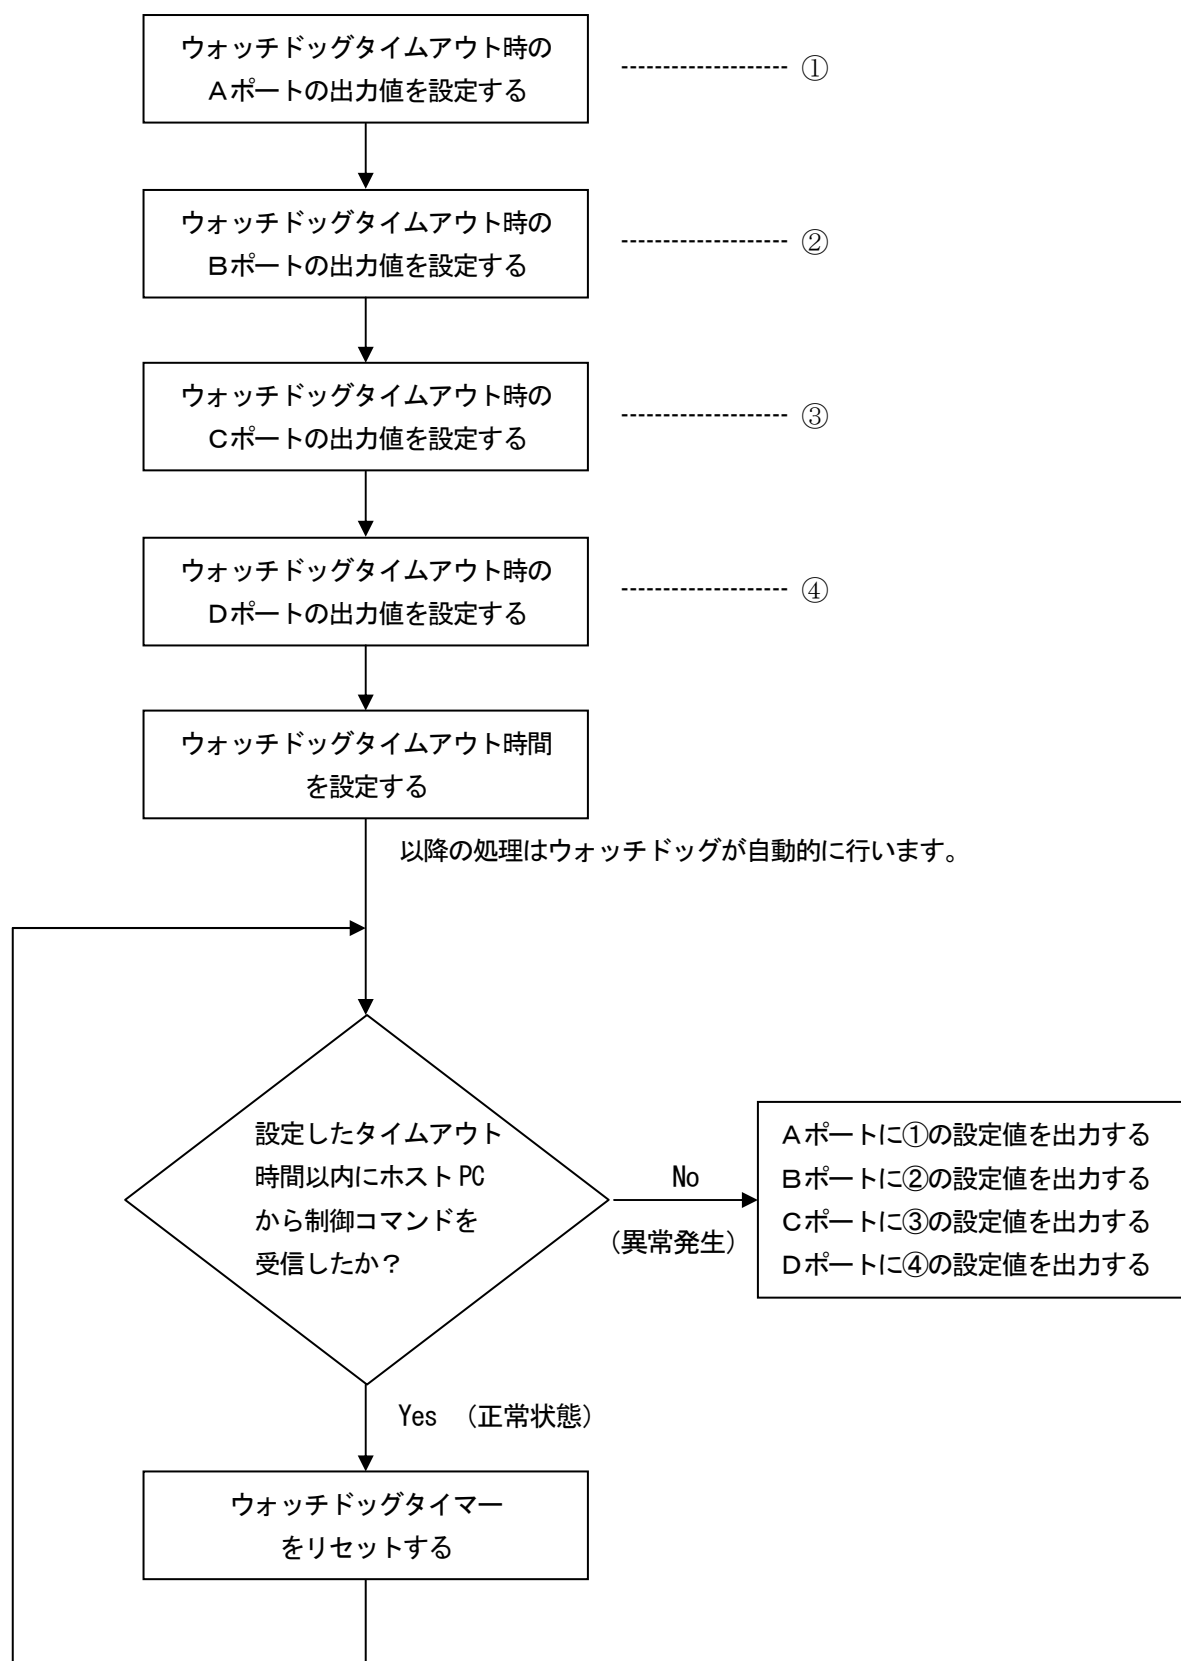 ウォッチドッグタイムアウト時の
Aポートの出力値を設定する
①
ウォッチドッグタイムアウト時の
Bポートの出力値を設定する
②
ウォッチドッグタイムアウト時の
Cポートの出力値を設定する
③
ウォッチドッグタイムアウト時の
Dポートの出力値を設定する
④
ウォッチドッグタイムアウト時間
を設定する
以降の処理はウォッチドッグが自動的に行います。
設定したタイムアウト
時間以内にホスト PC
から制御コマンドを
受信したか？
No
（異常発生）
Aポートに①の設定値を出力する
Bポートに②の設定値を出力する
Cポートに③の設定値を出力する
Dポートに④の設定値を出力する
Yes （正常状態）
ウォッチドッグタイマー
をリセットする